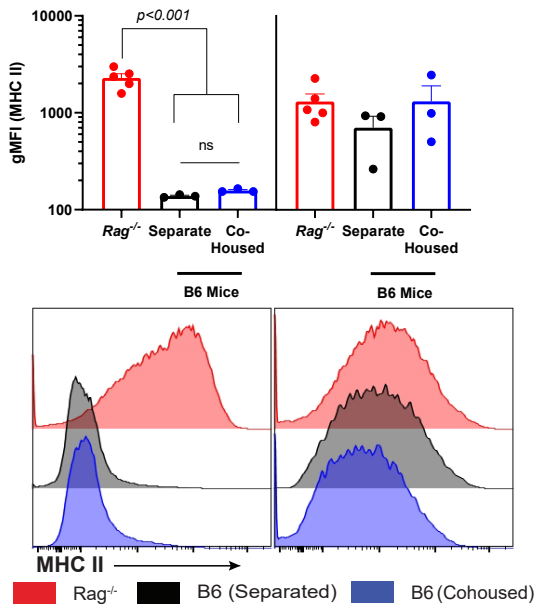 10000
p<0.001
gMFI (MHC II)
1000
ns
100
Rag-/-
Separate
Co-
Housed
Rag-/-
Separate
Co-
Housed
B6 Mice
B6 Mice
MHC II
Rag-/-
B6 (Separated)
B6 (Cohoused)